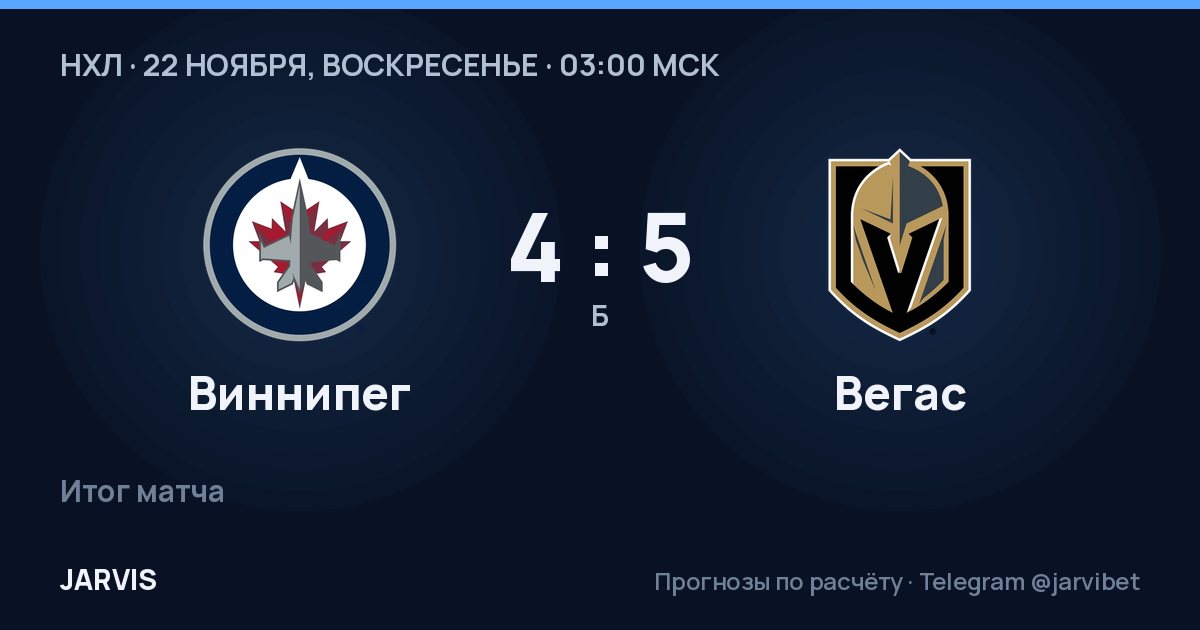 НХЛ · 22 НОЯБРЯ, ВОСКРЕСЕНЬЕ · 03:00 МСК
4 : 5
Б
Виннипег
Вегас
Итог матча
JARVIS
Прогнозы по расчёту · Telegram @jarvibet